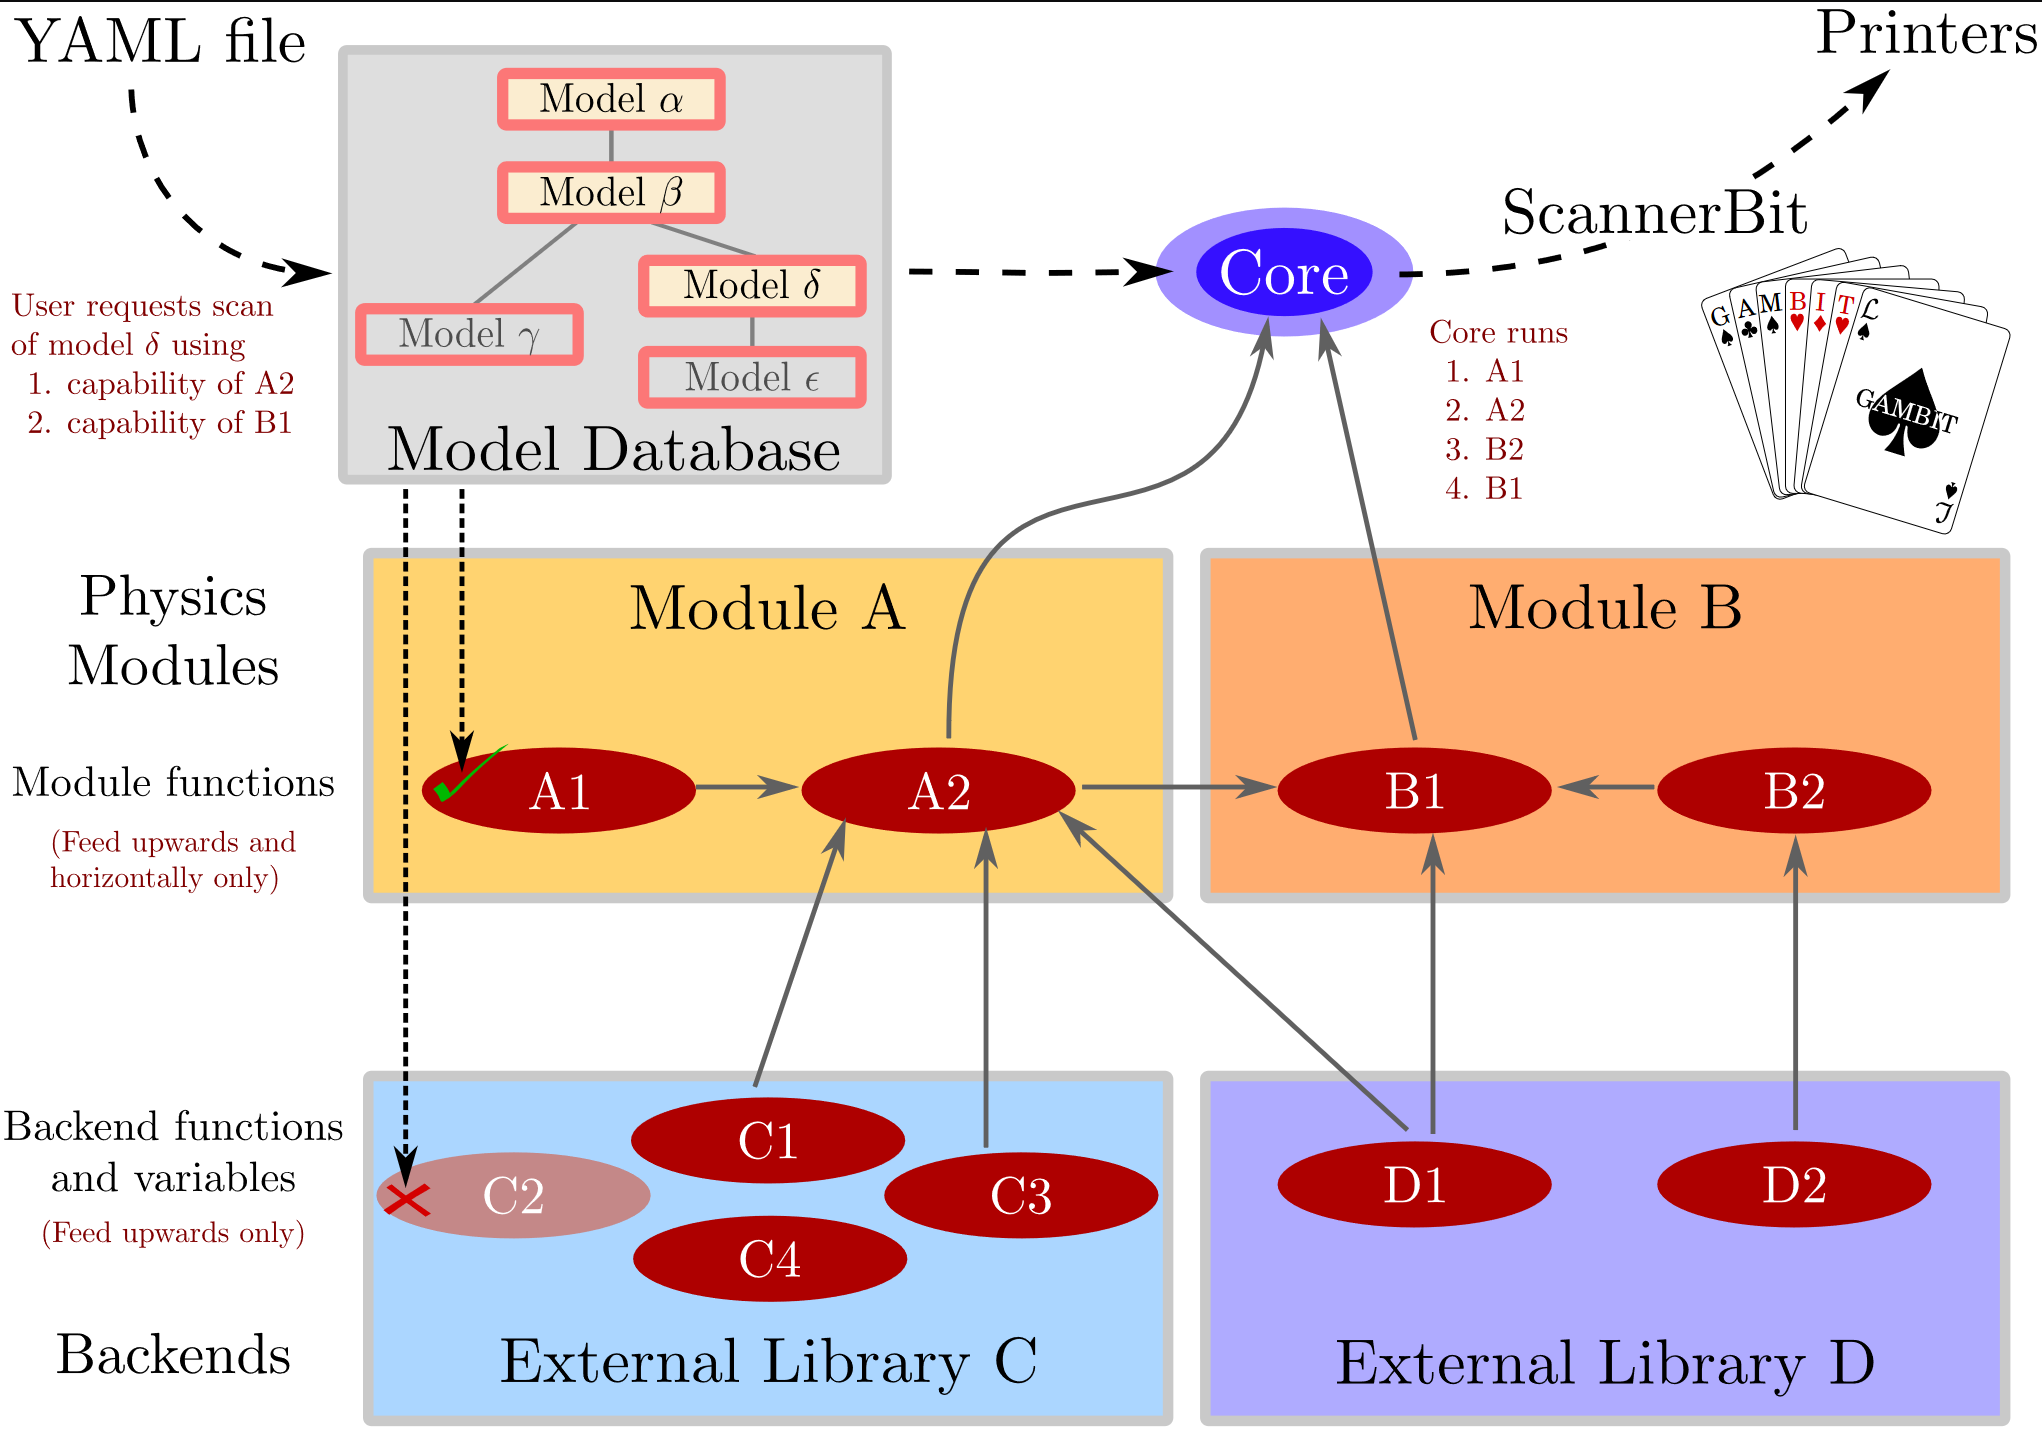 YAML file
Printers
Model α
Model β
Model δ
Model γ
Model ϵ
Model Database
Core
ScannerBit
User requests scan
of model δ using
1. capability of A2
2. capability of B1
Core runs
1. A1
2. A2
3. B2
4. B1
G A M B I T ℒ
GAMBIT
ℒ
Physics
Modules
Module A
Module B
Module functions
(Feed upwards and
horizontally only)
A1
A2
B1
B2
Backend functions
and variables
(Feed upwards only)
C1
C2
C3
C4
D1
D2
Backends
External Library C
External Library D